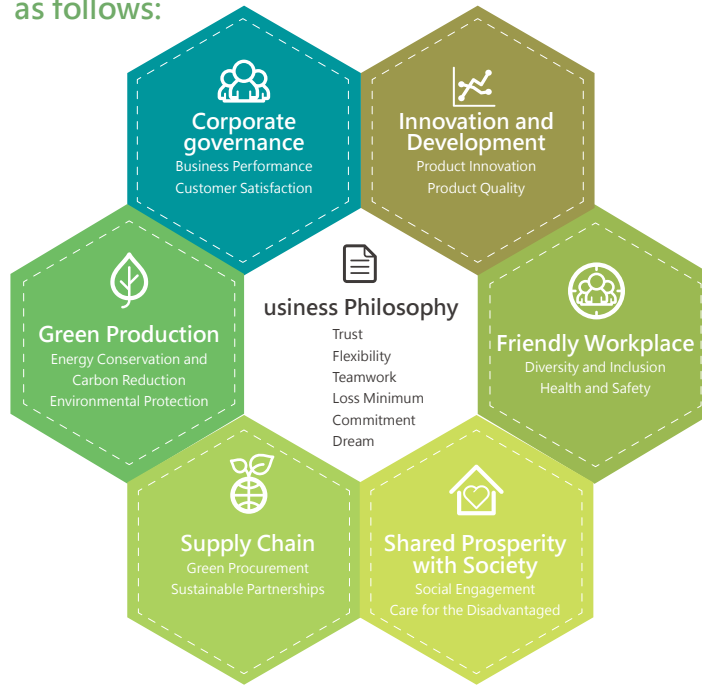 as follows:
Corporate
governance
Business Performance
Customer Satisfaction
Innovation and
Development
Product Innovation
Product Quality
Green Production
Energy Conservation and
Carbon Reduction
Environmental Protection
usiness Philosophy
Trust
Flexibility
Teamwork
Loss Minimum
Commitment
Dream
Friendly Workplace
Diversity and Inclusion
Health and Safety
Supply Chain
Green Procurement
Sustainable Partnerships
Shared Prosperity
with Society
Social Engagement
Care for the Disadvantaged